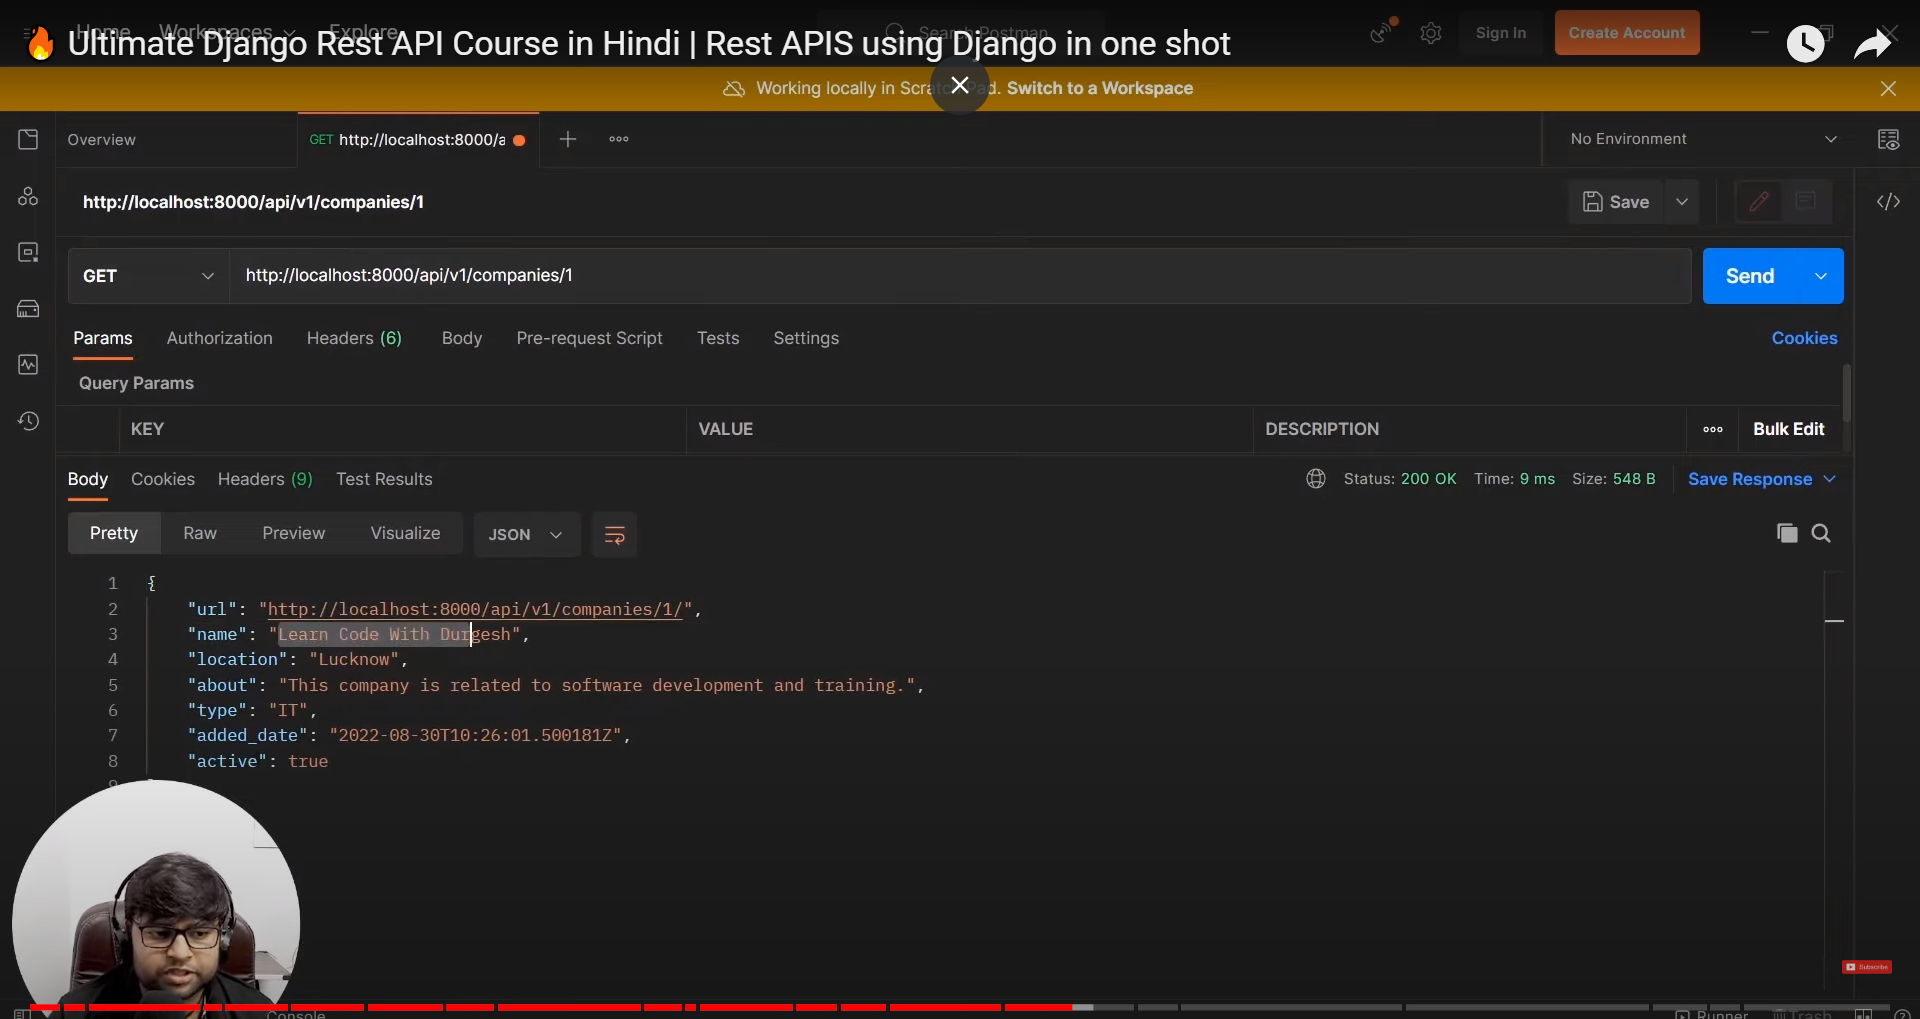 Home Workspaces Explore Search Postman Sign In Create Account
🔥 Ultimate Django Rest API Course in Hindi | Rest APIS using Django in one shot
Working locally in Scratch Pad. Switch to a Workspace
Overview GET http://localhost:8000/a No Environment
http://localhost:8000/api/v1/companies/1 Save
GET http://localhost:8000/api/v1/companies/1 Send
Params Authorization Headers (6) Body Pre-request Script Tests Settings Cookies
Query Params
KEY VALUE DESCRIPTION Bulk Edit
Body Cookies Headers (9) Test Results Status: 200 OK Time: 9 ms Size: 548 B Save Response
Pretty Raw Preview Visualize JSON
1 {
2 "url": "http://localhost:8000/api/v1/companies/1/",
3 "name": "Learn Code With Durgesh",
4 "location": "Lucknow",
5 "about": "This company is related to software development and training.",
6 "type": "IT",
7 "added_date": "2022-08-30T10:26:01.500181Z",
8 "active": true
9
Subscribe
Console Runner Trash